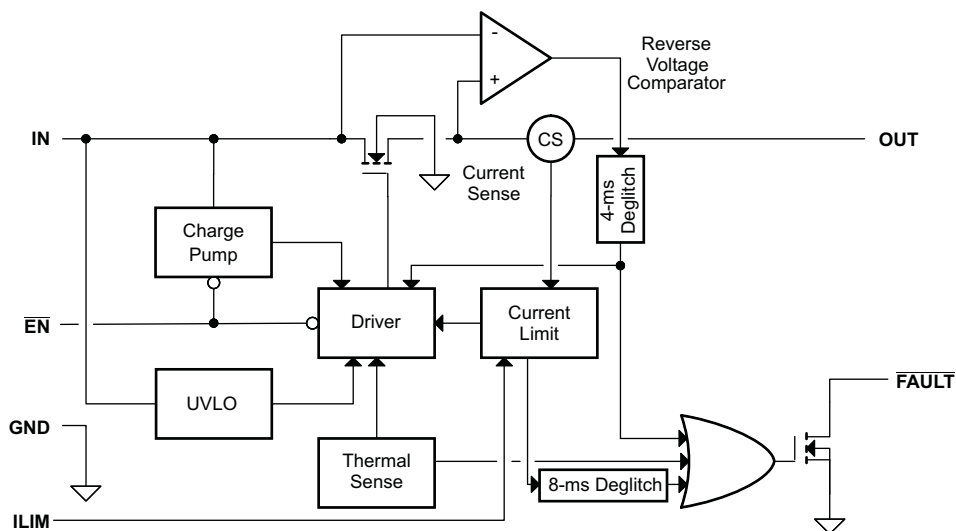 -
+
Reverse
Voltage
Comparator
IN
CS
OUT
4-ms
Deglitch
Current
Sense
Charge
Pump
EN
Driver
Current
Limit
UVLO
FAULT
GND
Thermal
Sense
8-ms Deglitch
ILIM